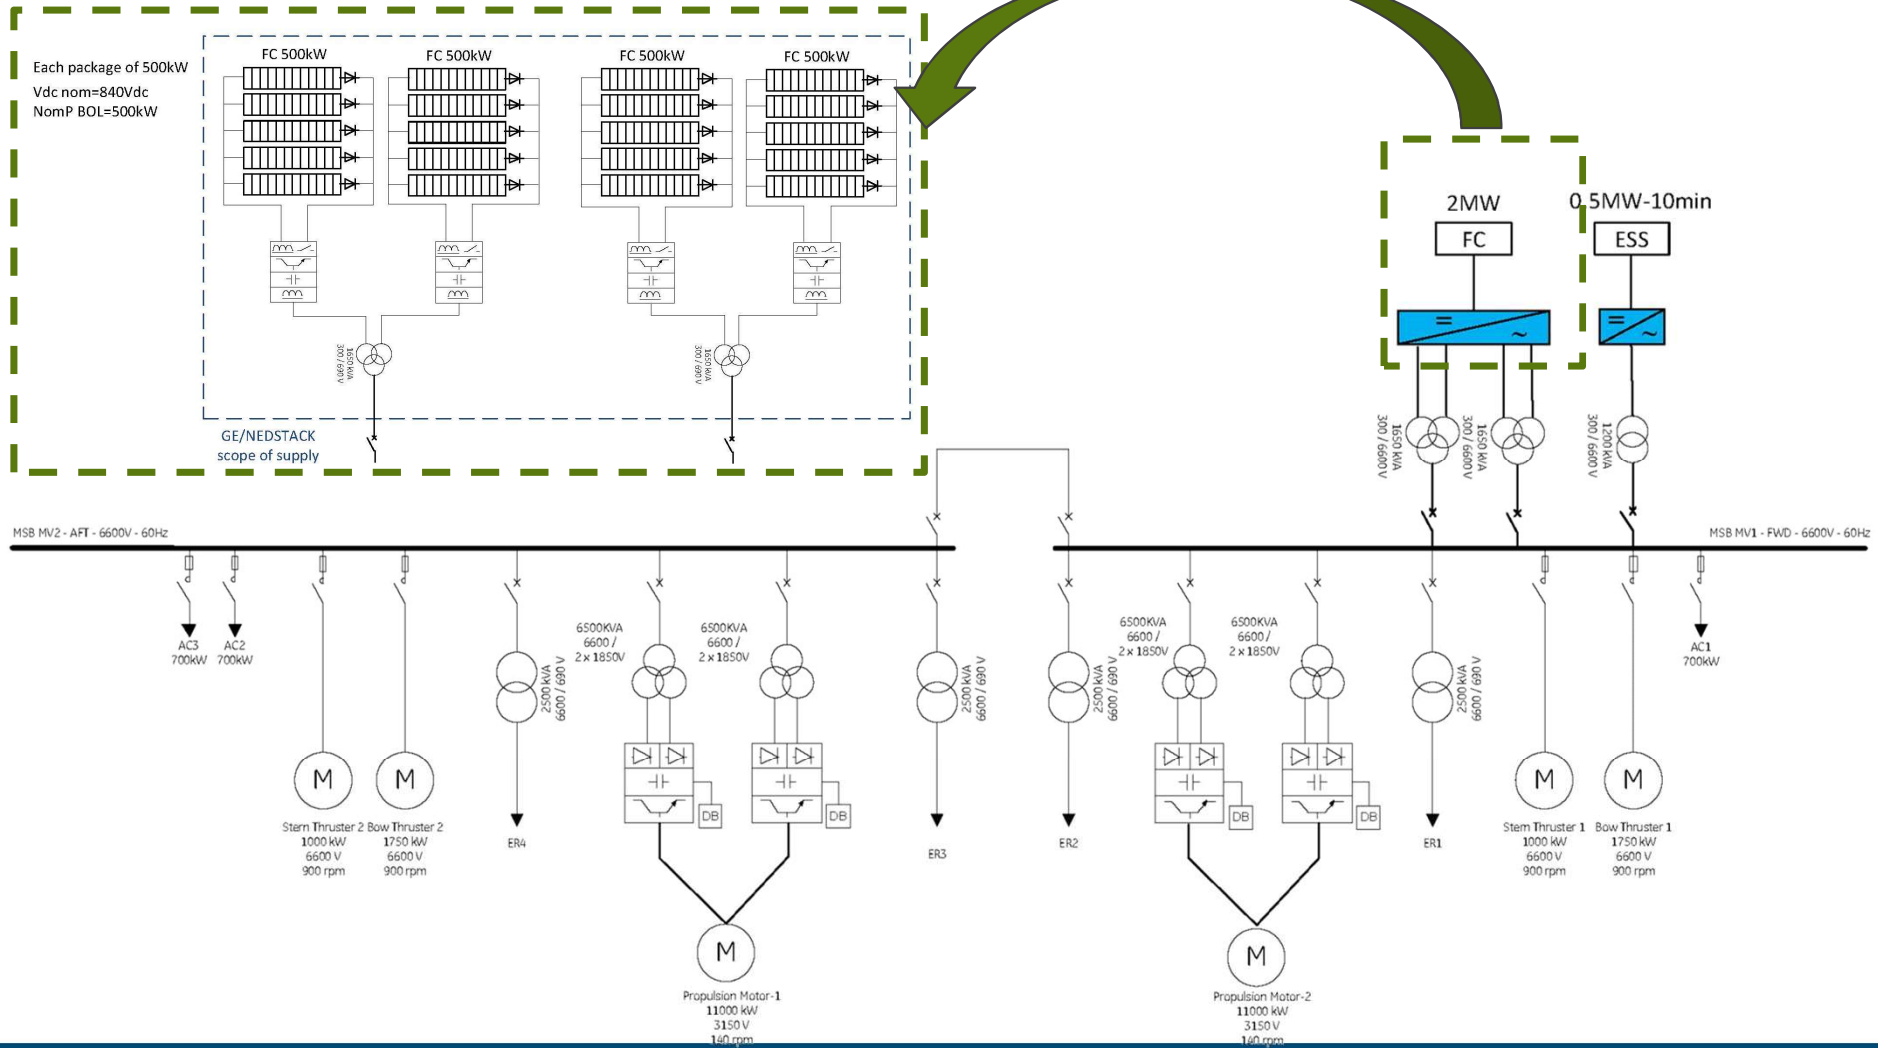 Each package of 500kW
Vdc nom=840Vdc
NomP BOL=500kW
FC 500kW
FC 500kW
FC 500kW
FC 500kW
1650 kVA
300 / 690 V
1650 kVA
300 / 690 V
GE/NEDSTACK
scope of supply
2MW
FC
0.5MW-10min
ESS
=
~
=
~
1650 kVA
300 / 6600 V
1650 kVA
300 / 6600 V
1200 kVA
300 / 6600 V
MSB MV2 - AFT - 6600V - 60Hz
MSB MV1 - FWD - 6600V - 60Hz
AC3
700kW
AC2
700kW
M
Stern Thruster 2
1000 kW
6600 V
900 rpm
M
Bow Thruster 2
1750 kW
6600 V
900 rpm
2500 kVA
6600 / 690 V
ER4
6500KVA
6600 /
2 x 1850V
6500KVA
6600 /
2 x 1850V
DB
DB
M
Propulsion Motor-1
11000 kW
3150 V
140 rpm
2500 kVA
6600 / 690 V
ER3
2500 kVA
6600 / 690 V
ER2
6500KVA
6600 /
2 x 1850V
6500KVA
6600 /
2 x 1850V
DB
DB
M
Propulsion Motor-2
11000 kW
3150 V
140 rpm
2500 kVA
6600 / 690 V
ER1
M
Stern Thruster 1
1000 kW
6600 V
900 rpm
M
Bow Thruster 1
1750 kW
6600 V
900 rpm
AC1
700kW